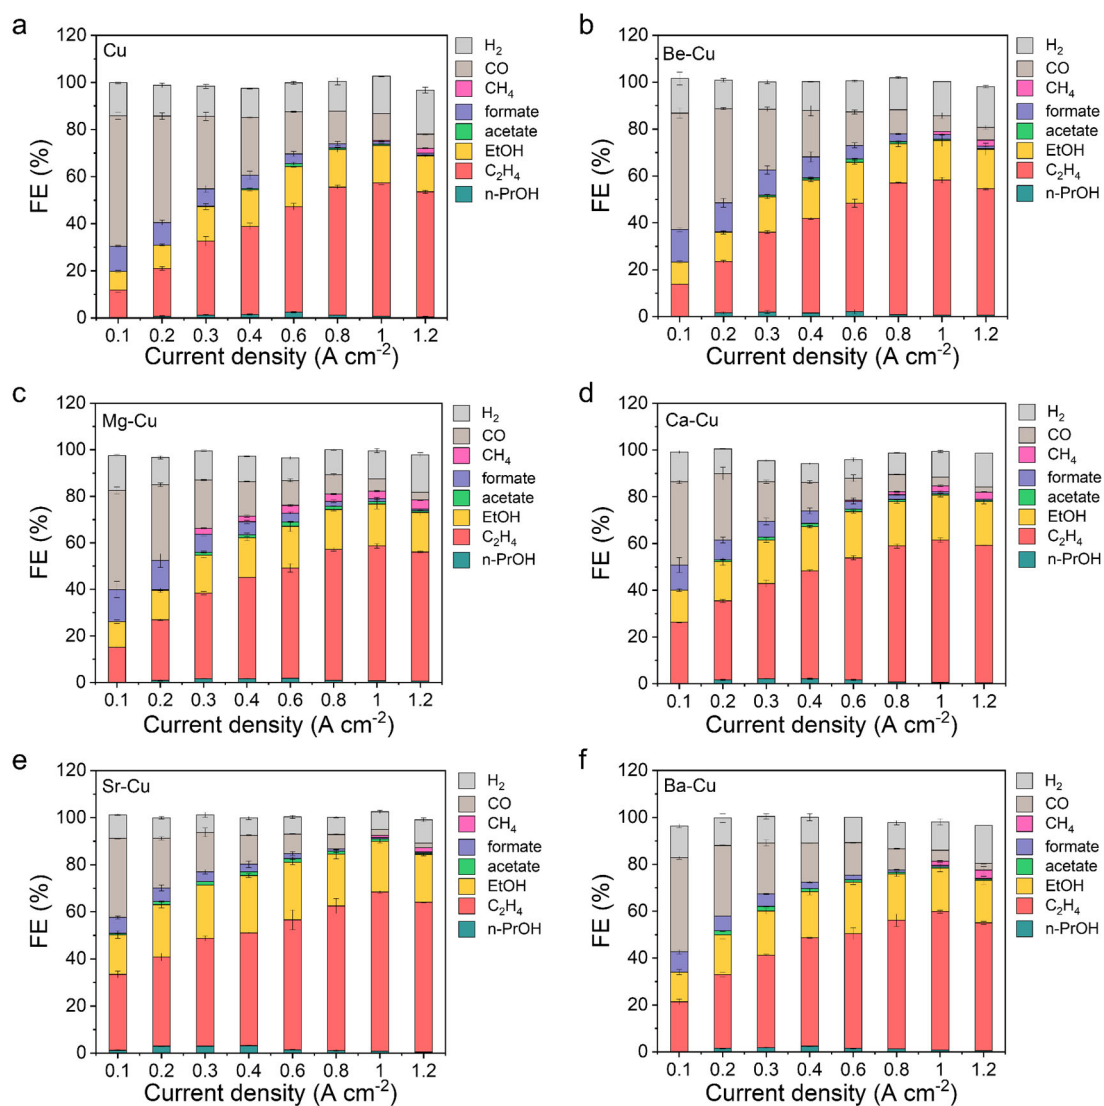 a
Cu
FE (%)
120
100
80
60
40
20
0
0.1 0.2 0.3 0.4 0.6 0.8 1 1.2
Current density (A cm⁻²)
H₂
CO
CH₄
formate
acetate
EtOH
C₂H₄
n-PrOH
b
Be-Cu
FE (%)
120
100
80
60
40
20
0
0.1 0.2 0.3 0.4 0.6 0.8 1 1.2
Current density (A cm⁻²)
H₂
CO
CH₄
formate
acetate
EtOH
C₂H₄
n-PrOH
c
Mg-Cu
FE (%)
120
100
80
60
40
20
0
0.1 0.2 0.3 0.4 0.6 0.8 1 1.2
Current density (A cm⁻²)
H₂
CO
CH₄
formate
acetate
EtOH
C₂H₄
n-PrOH
d
Ca-Cu
FE (%)
120
100
80
60
40
20
0
0.1 0.2 0.3 0.4 0.6 0.8 1 1.2
Current density (A cm⁻²)
H₂
CO
CH₄
formate
acetate
EtOH
C₂H₄
n-PrOH
e
Sr-Cu
FE (%)
120
100
80
60
40
20
0
0.1 0.2 0.3 0.4 0.6 0.8 1 1.2
Current density (A cm⁻²)
H₂
CO
CH₄
formate
acetate
EtOH
C₂H₄
n-PrOH
f
Ba-Cu
FE (%)
120
100
80
60
40
20
0
0.1 0.2 0.3 0.4 0.6 0.8 1 1.2
Current density (A cm⁻²)
H₂
CO
CH₄
formate
acetate
EtOH
C₂H₄
n-PrOH